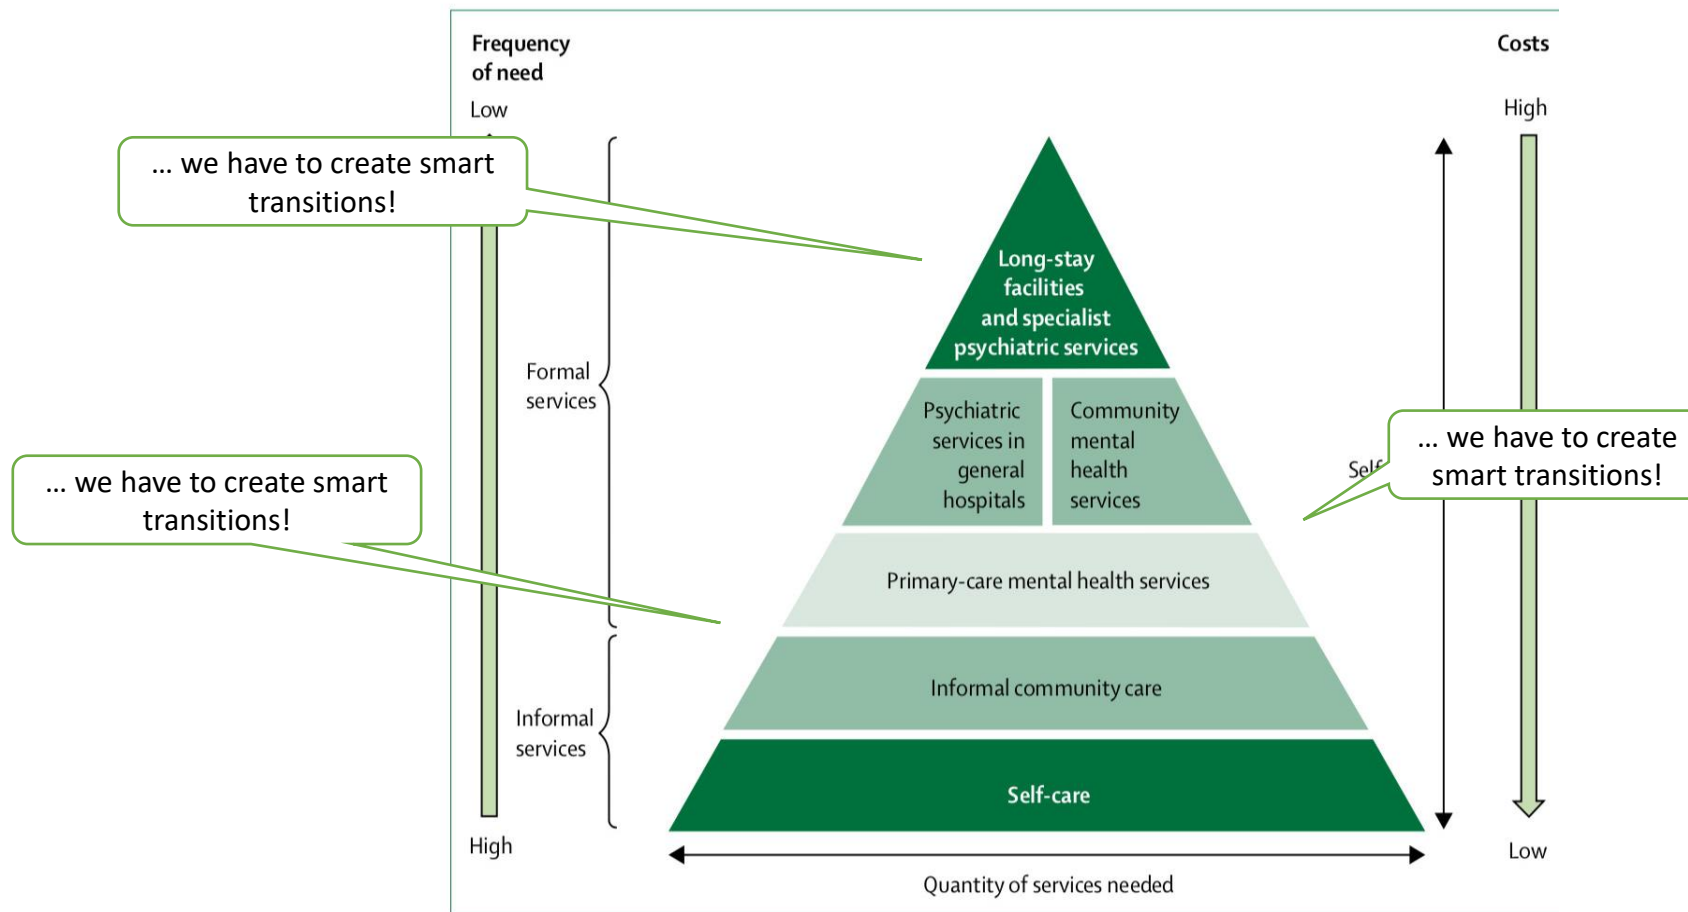 Frequency
of need
Low
Costs
High
... we have to create smart
transitions!
Long-stay
facilities
and specialist
psychiatric services
Formal
services
Psychiatric
services in
general
hospitals
Community
mental
health
services
... we have to create
smart transitions!
Self
... we have to create smart
transitions!
Primary-care mental health services
Informal community care
Informal
services
Self-care
High
Low
Quantity of services needed